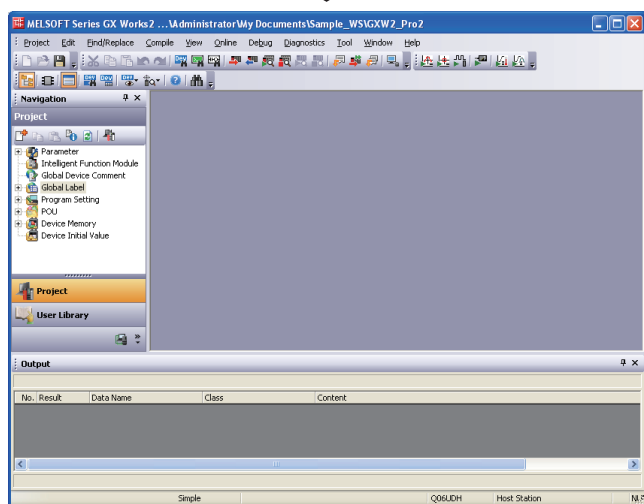 MELSOFT Series GX Works2 ...\Administrator\My Documents\Sample_WS\GXW2_Pro2
Project Edit Find/Replace Compile View Online Debug Diagnostics Tool Window Help
Navigation
Project
Parameter
Intelligent Function Module
Global Device Comment
Global Label
Program Setting
POU
Device Memory
Device Initial Value
Project
User Library
Output
No. Result Data Name Class Content
Simple Q06UDH Host Station